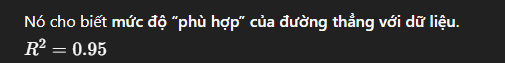 Nó cho biết mức độ “phù hợp” của đường thẳng với dữ liệu.
R² = 0.95